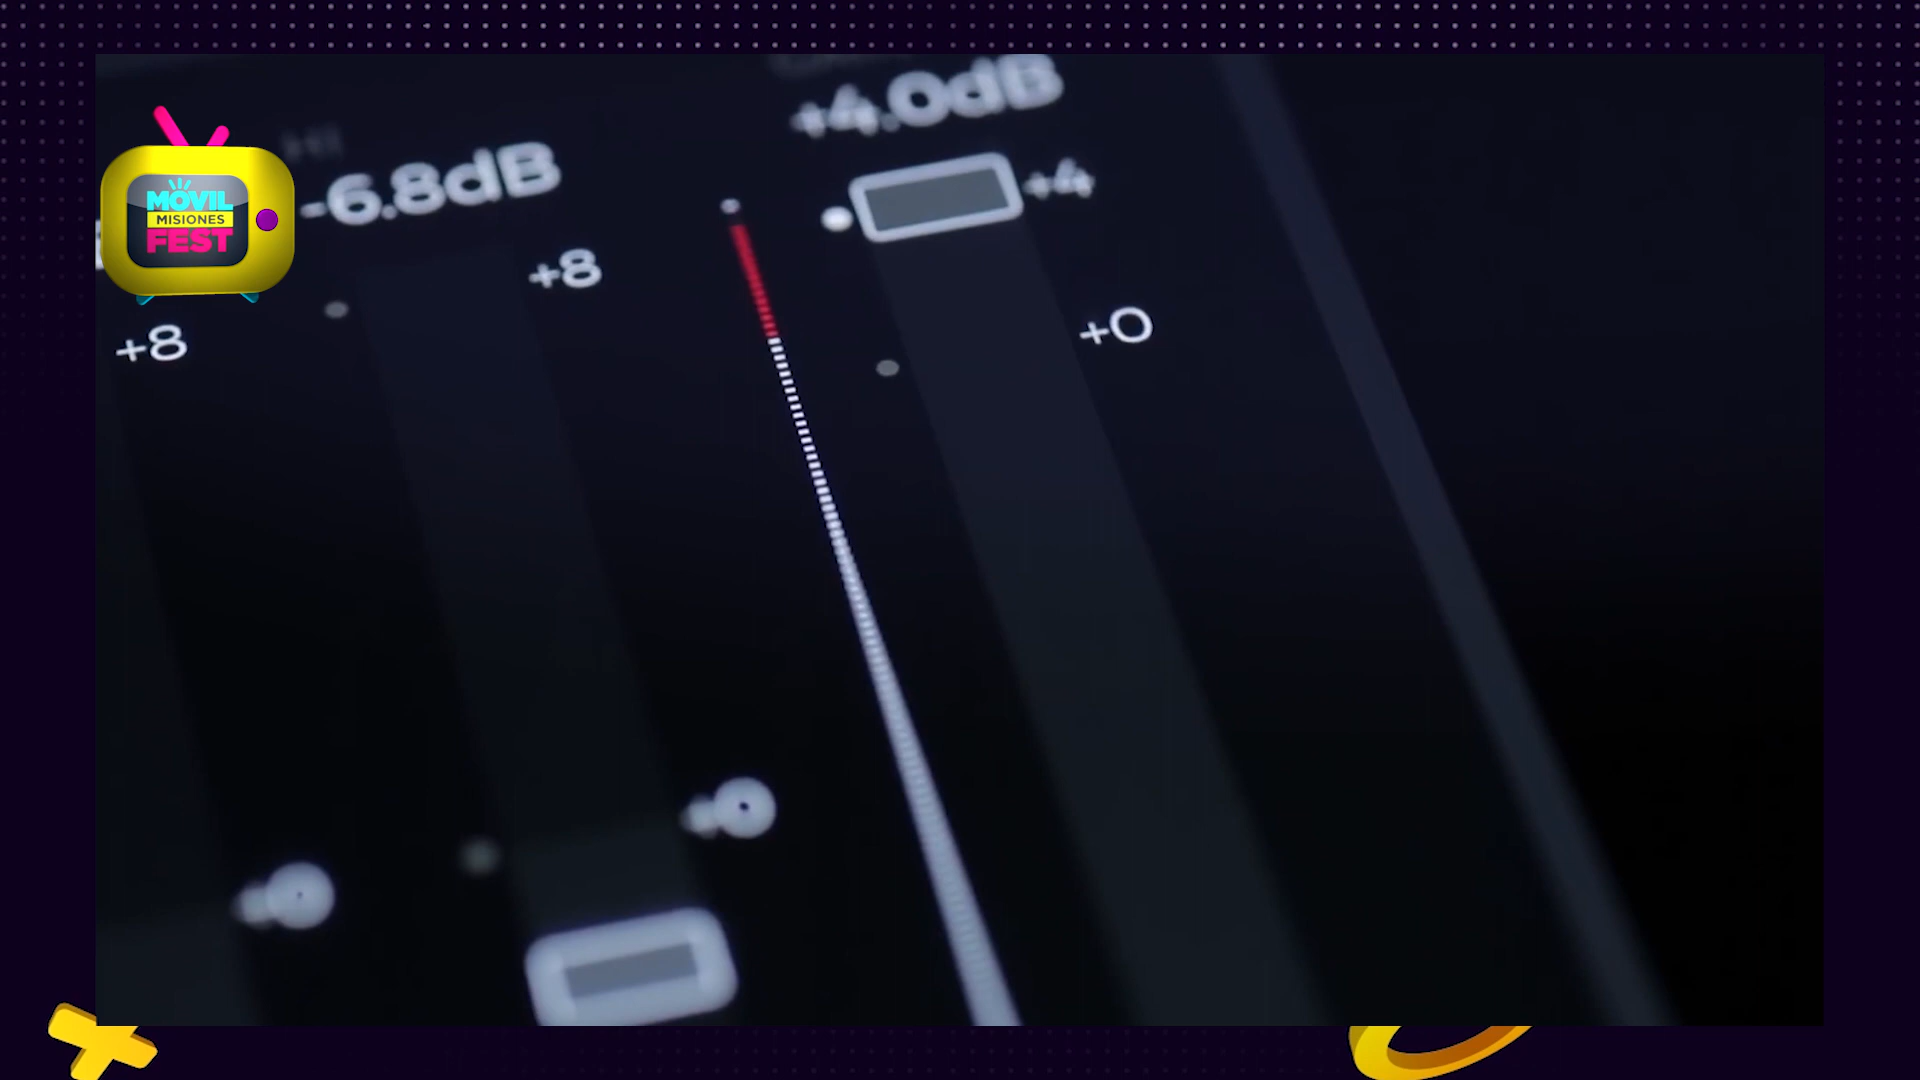 +4.0dB
-6.8dB
+4
MÓVIL
MISIONES
FEST
+8
+0
+8